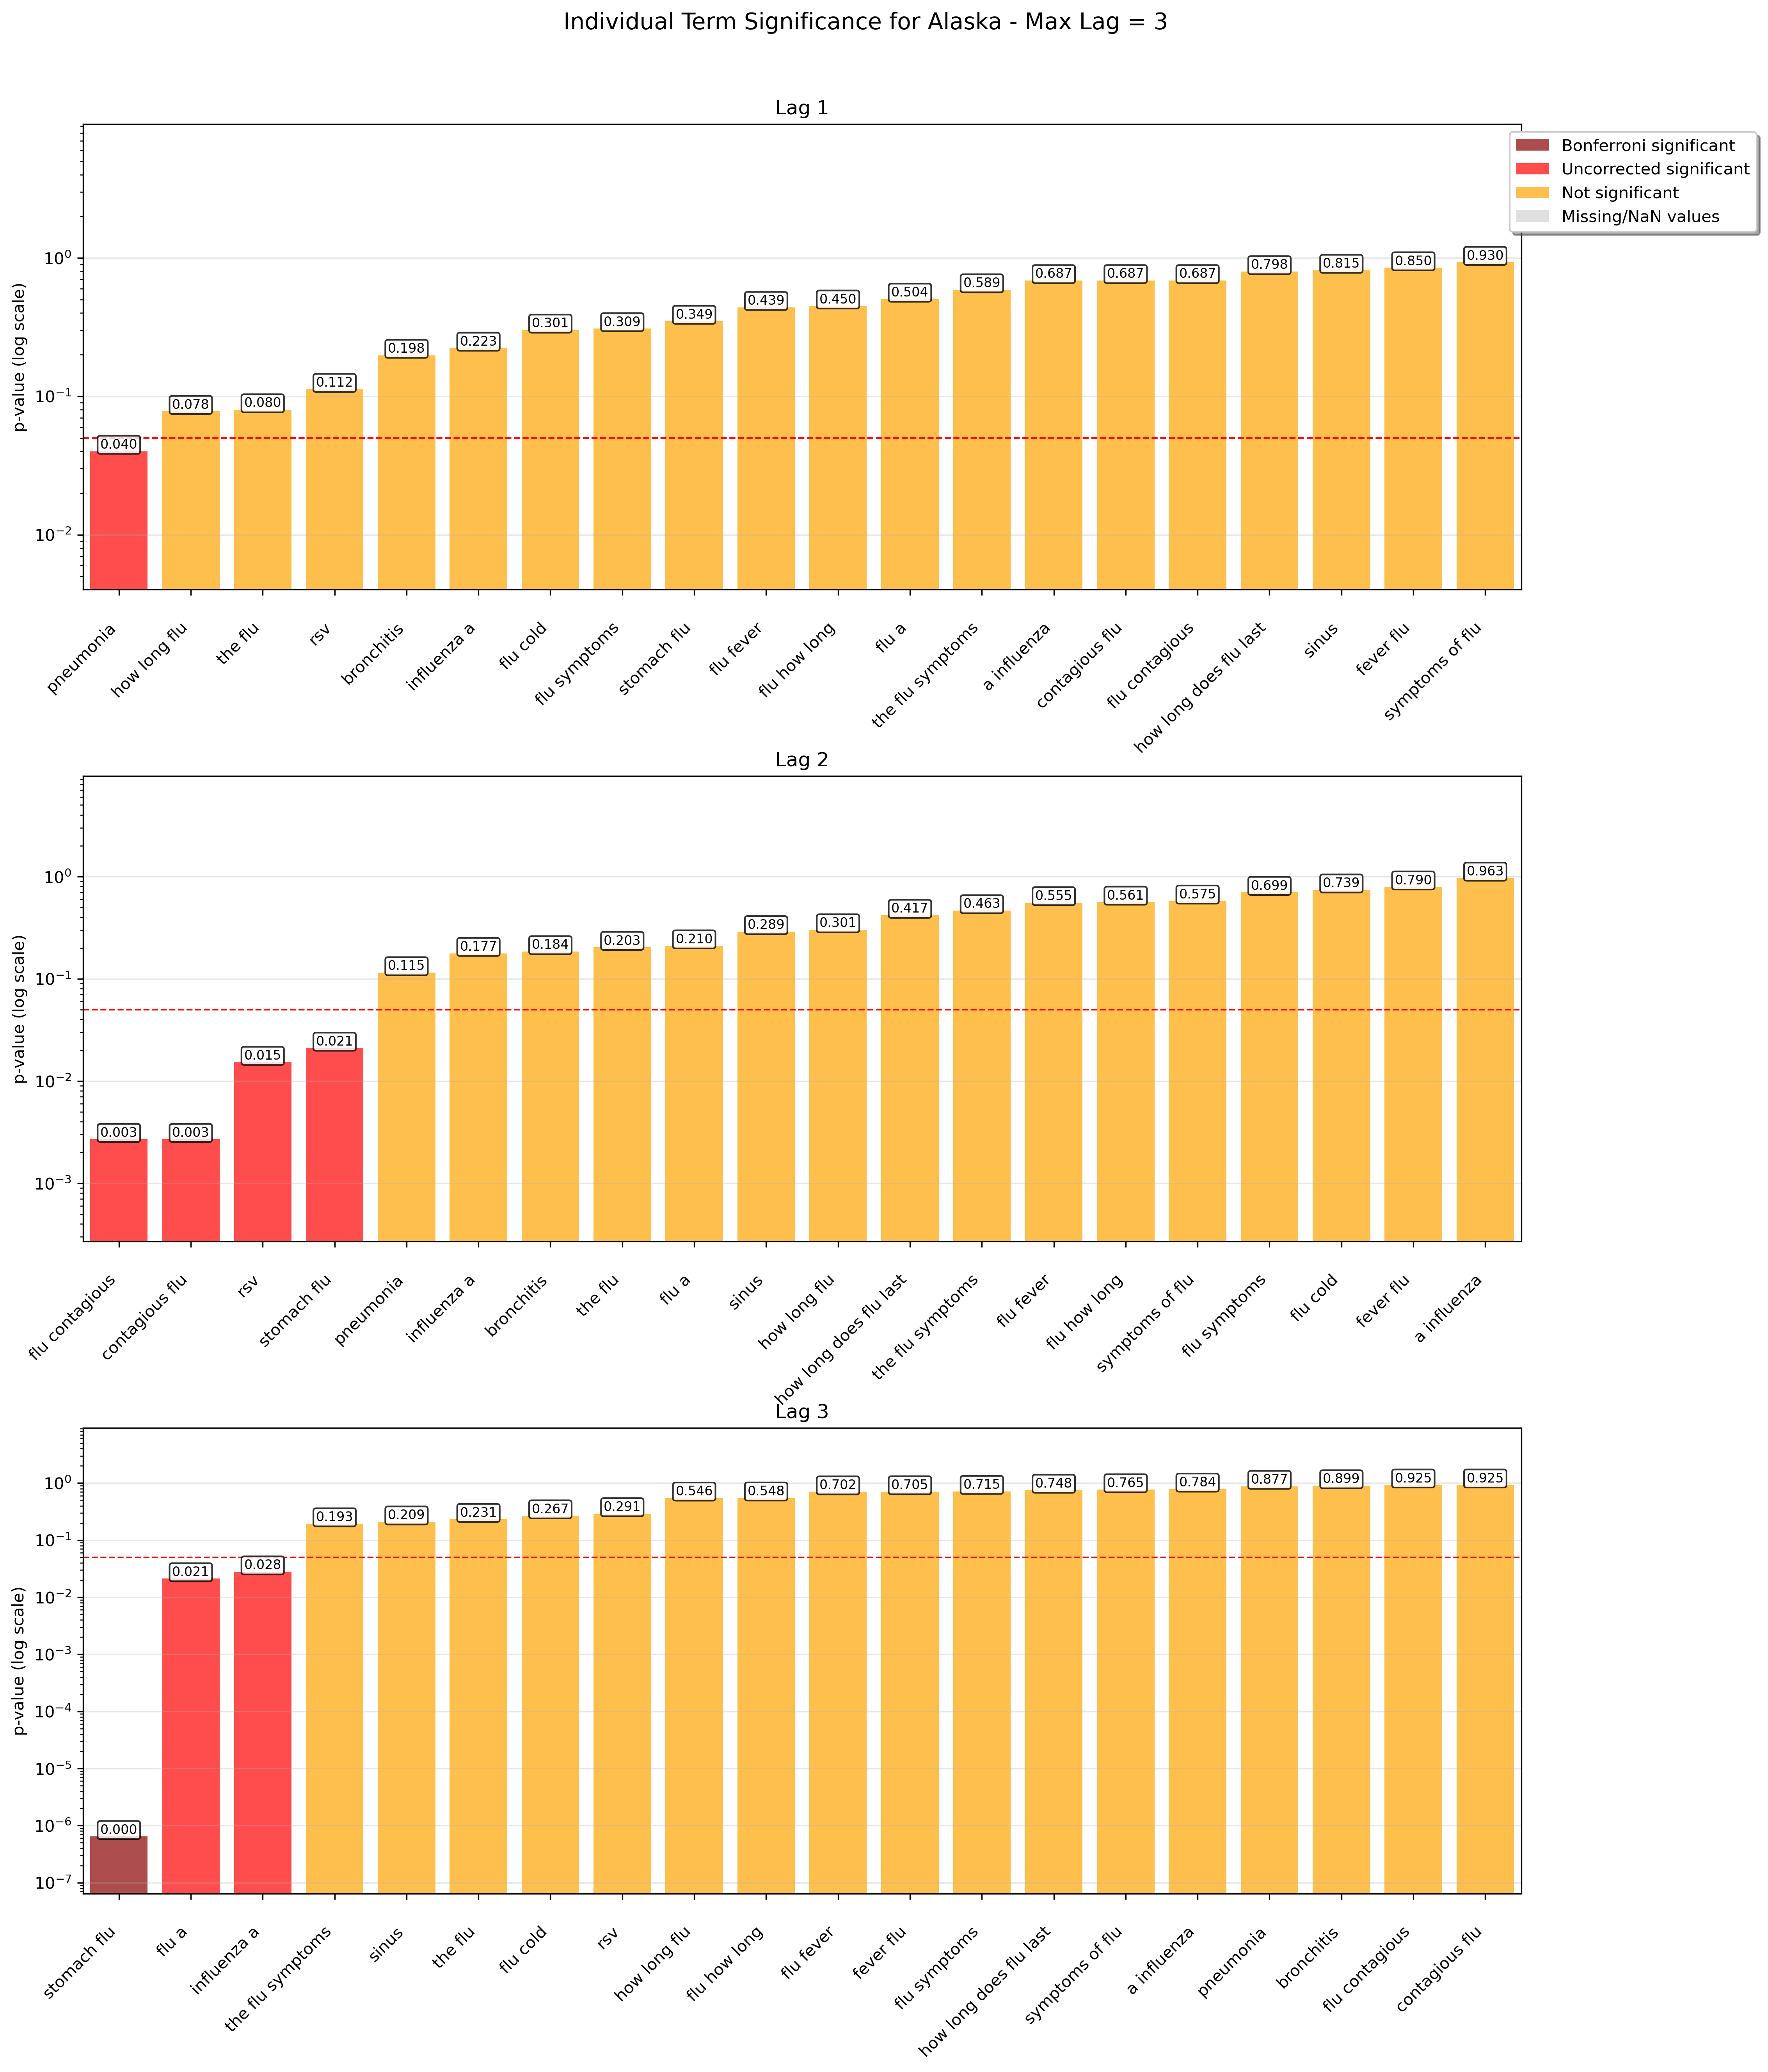 Individual Term Significance for Alaska - Max Lag = 3
Lag 1
Bonferroni significant
Uncorrected significant
Not significant
Missing/NaN values
p-value (log scale)
10⁰
10⁻¹
10⁻²
0.040
0.078
0.080
0.112
0.198
0.223
0.301
0.309
0.349
0.439
0.450
0.504
0.589
0.687
0.687
0.687
0.798
0.815
0.850
0.930
pneumonia
how long flu
the flu
rsv
bronchitis
influenza a
flu cold
flu symptoms
stomach flu
flu fever
flu how long
flu a
the flu symptoms
a influenza
contagious flu
flu contagious
how long does flu last
sinus
fever flu
symptoms of flu
Lag 2
p-value (log scale)
10⁰
10⁻¹
10⁻²
10⁻³
0.003
0.003
0.015
0.021
0.115
0.177
0.184
0.203
0.210
0.289
0.301
0.417
0.463
0.555
0.561
0.575
0.699
0.739
0.790
0.963
flu contagious
contagious flu
rsv
stomach flu
pneumonia
influenza a
bronchitis
the flu
flu a
sinus
how long flu
how long does flu last
the flu symptoms
flu fever
flu how long
symptoms of flu
flu symptoms
flu cold
fever flu
a influenza
Lag 3
p-value (log scale)
10⁰
10⁻¹
10⁻²
10⁻³
10⁻⁴
10⁻⁵
10⁻⁶
10⁻⁷
0.000
0.021
0.028
0.193
0.209
0.231
0.267
0.291
0.546
0.548
0.702
0.705
0.715
0.748
0.765
0.784
0.877
0.899
0.925
0.925
stomach flu
flu a
influenza a
the flu symptoms
sinus
the flu
flu cold
rsv
how long flu
flu how long
flu fever
fever flu
flu symptoms
how long does flu last
symptoms of flu
a influenza
pneumonia
bronchitis
flu contagious
contagious flu